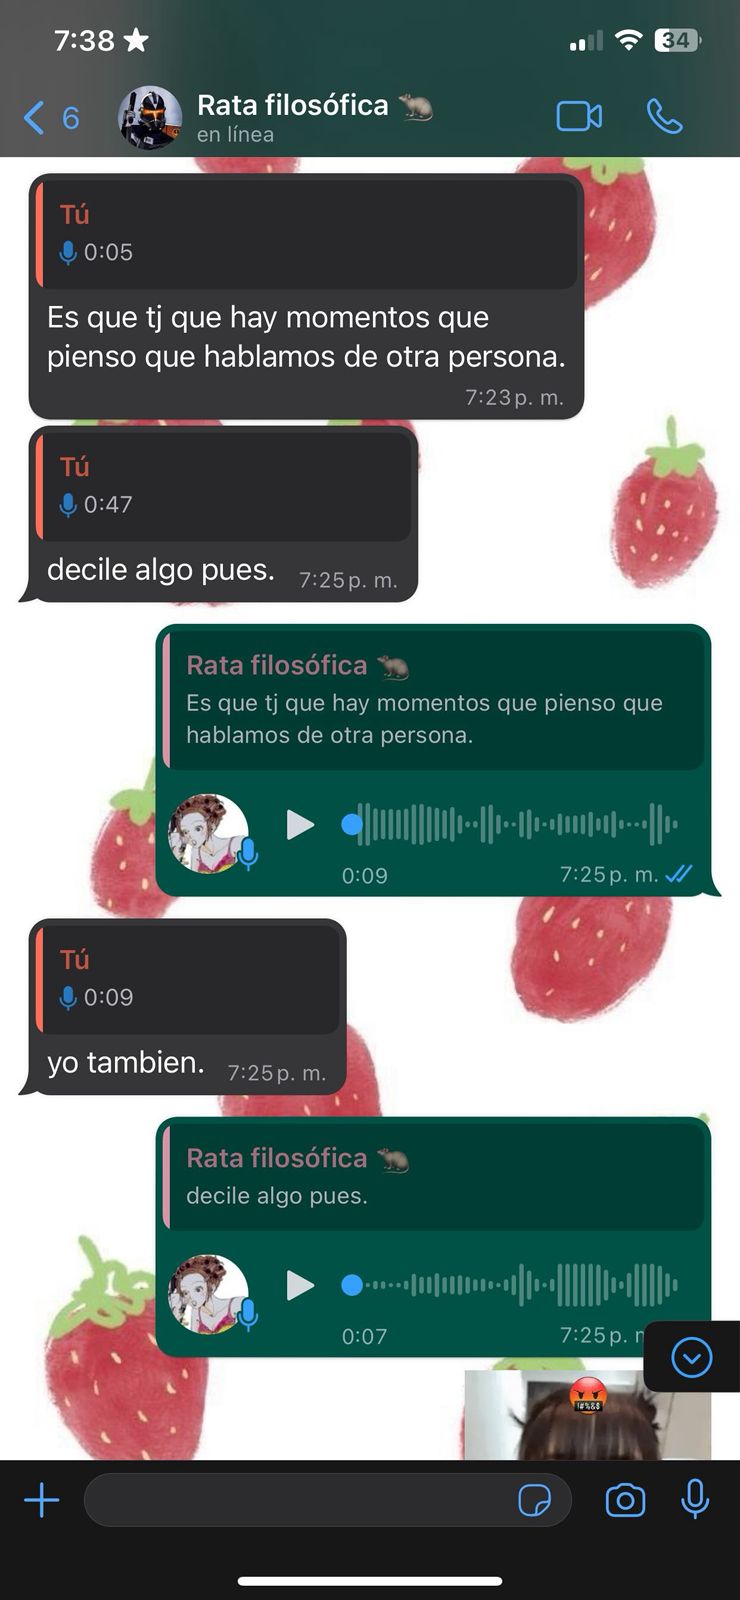 7:38
34
6
Rata filosófica
en línea
Tú
0:05
Es que tj que hay momentos que
pienso que hablamos de otra persona.
7:23 p. m.
Tú
0:47
decile algo pues.
7:25 p. m.
Rata filosófica
Es que tj que hay momentos que pienso que
hablamos de otra persona.
0:09
7:25 p. m.
Tú
0:09
yo tambien.
7:25 p. m.
Rata filosófica
decile algo pues.
0:07
7:25 p.